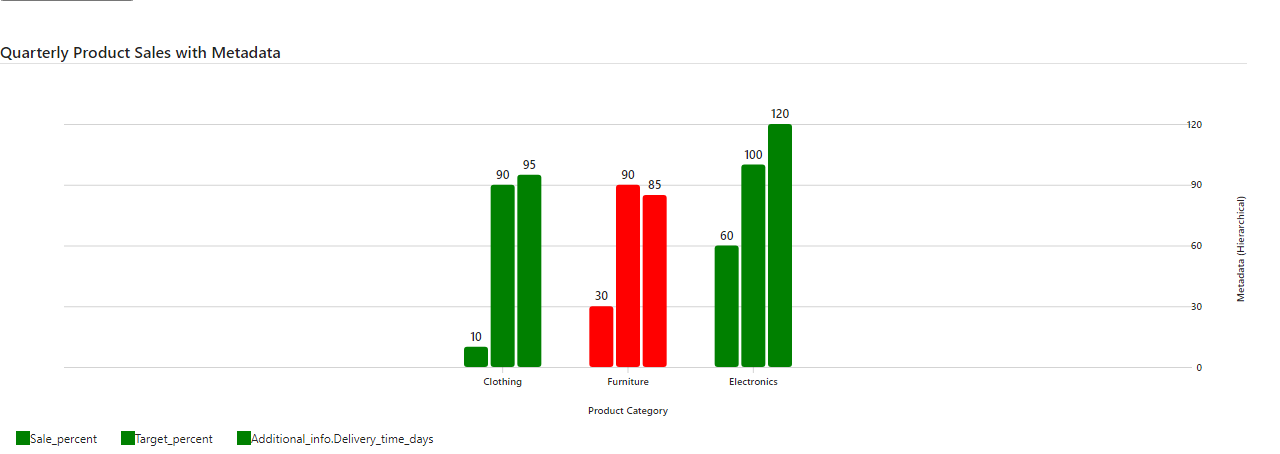 Quarterly Product Sales with Metadata
120
100
95
90
90
85
60
30
10
120
90
60
30
0
Metadata (Hierarchical)
Clothing
Furniture
Electronics
Product Category
Sale_percent
Target_percent
Additional_info.Delivery_time_days